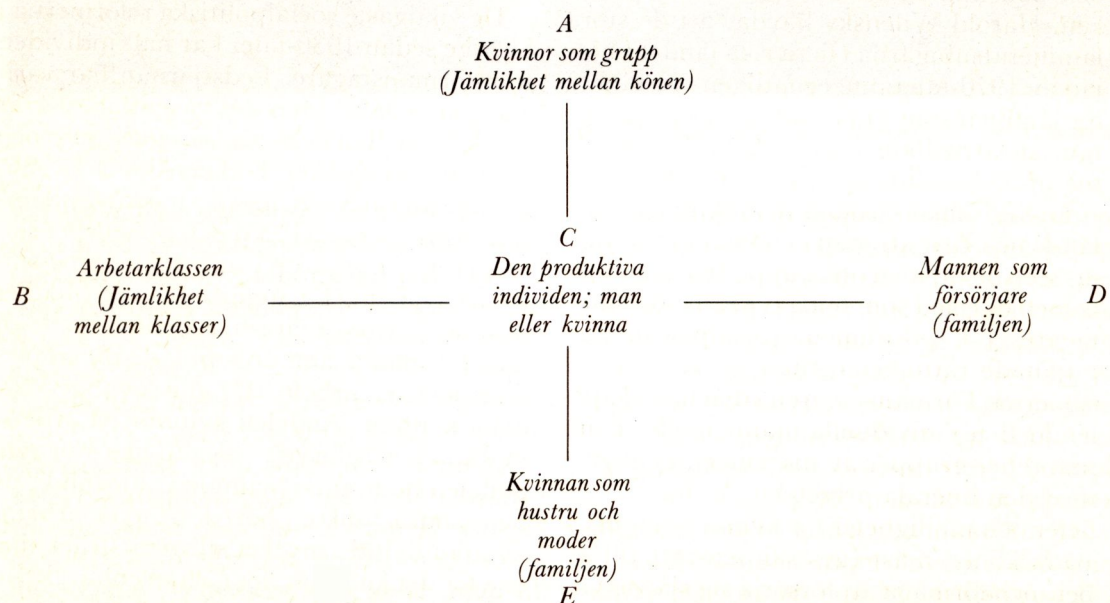 A
Kvinnor som grupp
(Jämlikhet mellan könen)
B
Arbetarklassen
(Jämlikhet
mellan klasser)
C
Den produktiva
individen; man
eller kvinna
Mannen som
försörjare
(familjen)
D
Kvinnan som
hustru och
moder
(familjen)
E